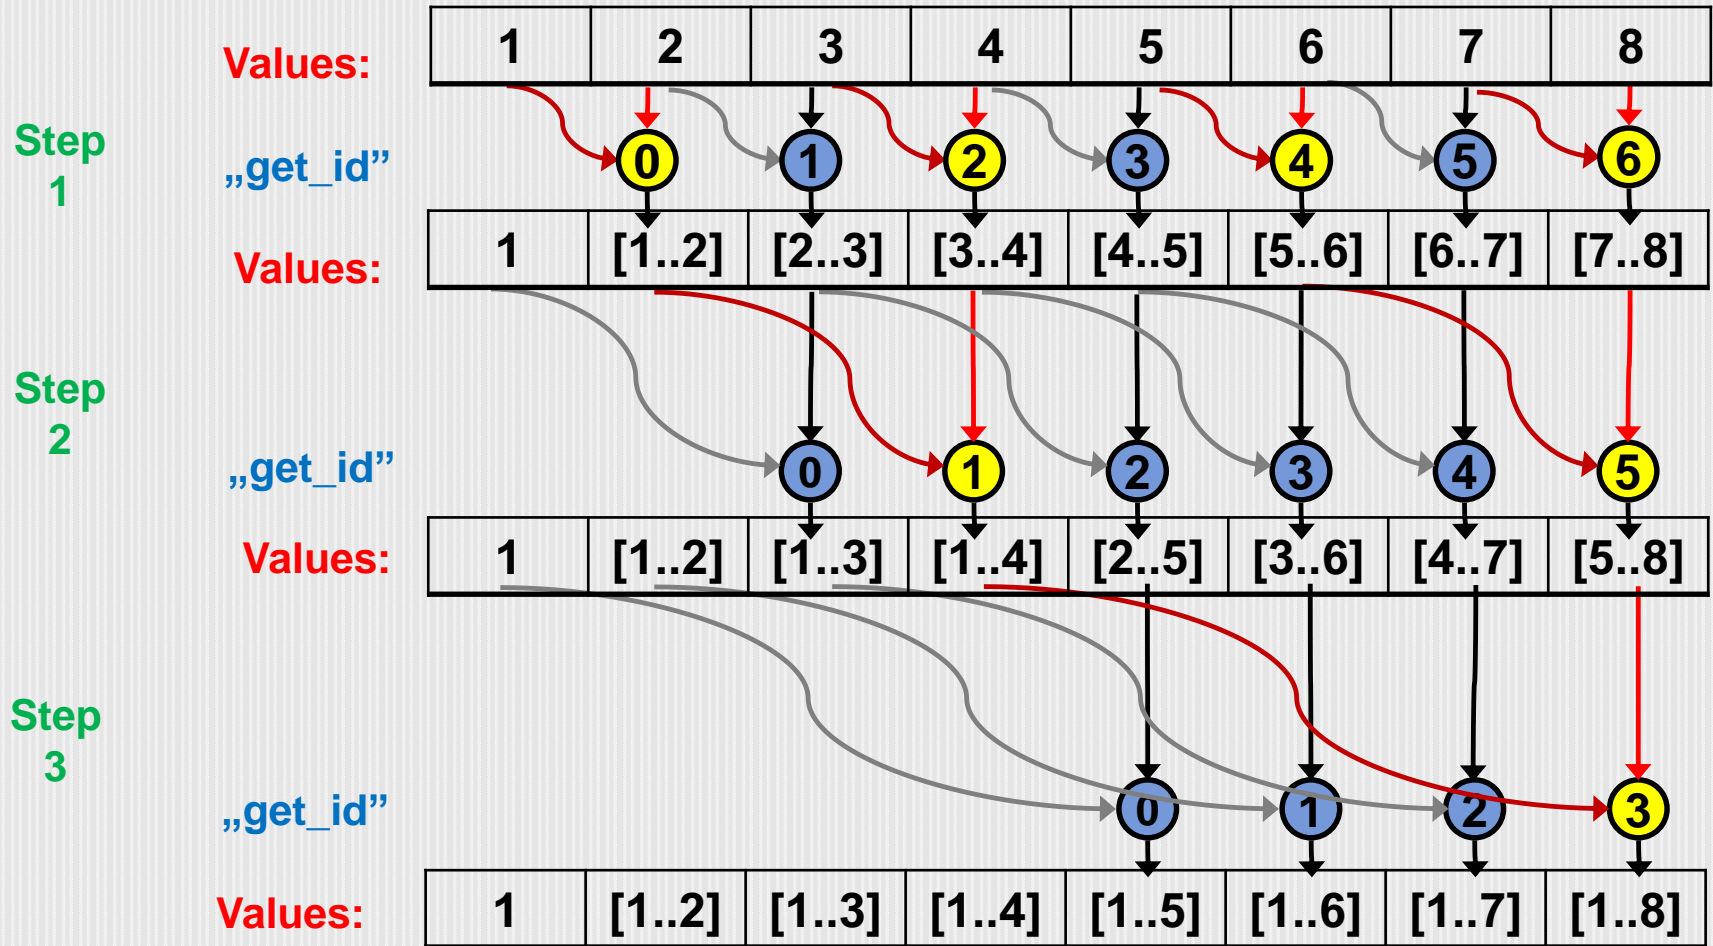 Values: 1 2 3 4 5 6 7 8
Step 1
„get_id” 0 1 2 3 4 5 6
Values: 1 [1..2] [2..3] [3..4] [4..5] [5..6] [6..7] [7..8]
Step 2
„get_id” 0 1 2 3 4 5
Values: 1 [1..2] [1..3] [1..4] [2..5] [3..6] [4..7] [5..8]
Step 3
„get_id” 0 1 2 3
Values: 1 [1..2] [1..3] [1..4] [1..5] [1..6] [1..7] [1..8]